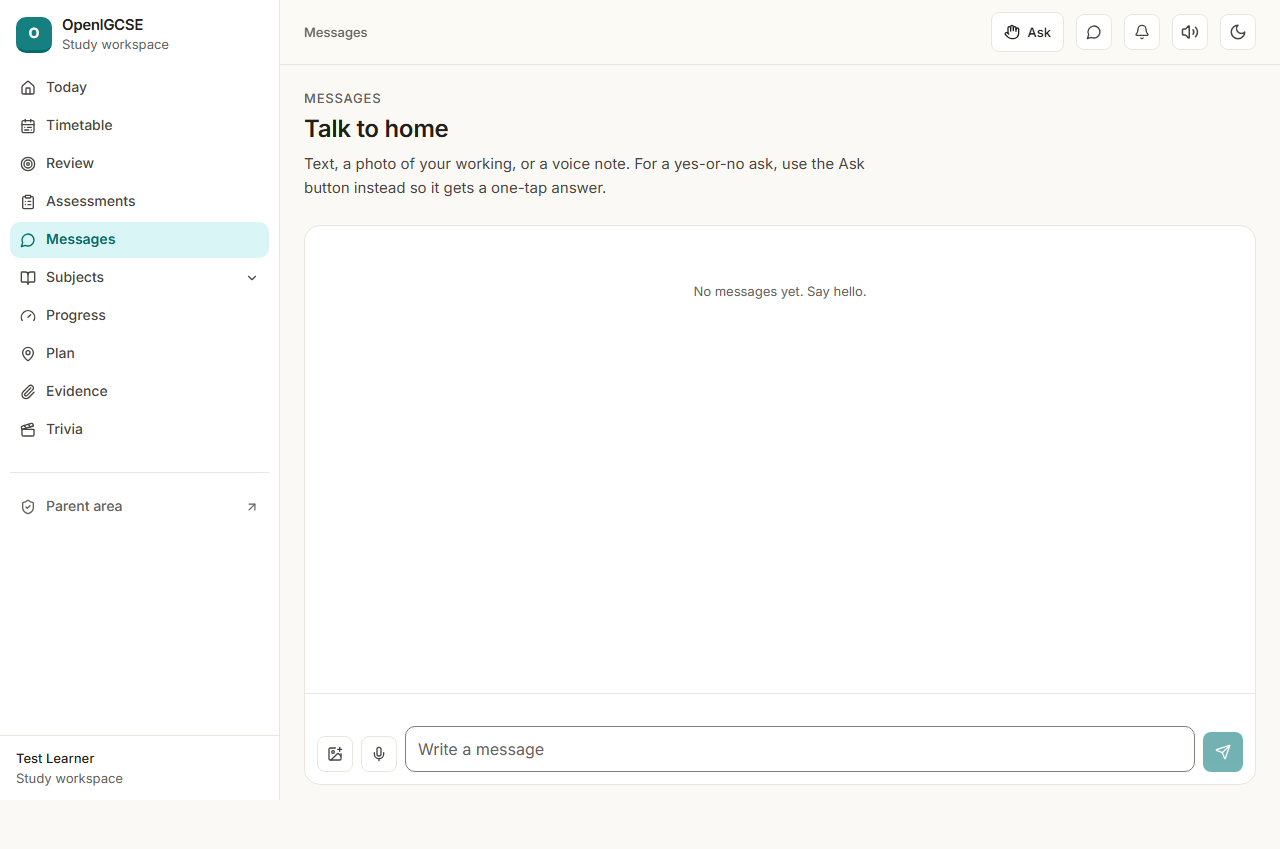 O
OpenIGCSE
Study workspace
Today
Timetable
Review
Assessments
Messages
Subjects
Progress
Plan
Evidence
Trivia
Parent area
Test Learner
Study workspace
Messages
Ask
MESSAGES
Talk to home
Text, a photo of your working, or a voice note. For a yes-or-no ask, use the Ask
button instead so it gets a one-tap answer.
No messages yet. Say hello.
Write a message